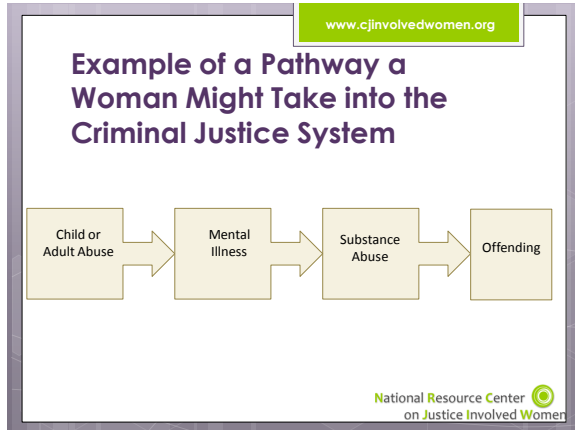 www.cjinvolvedwomen.org
Example of a Pathway a
Woman Might Take into the
Criminal Justice System
Child or
Adult Abuse
Mental
Illness
Substance
Abuse
Offending
National Resource Center
on Justice Involved Women